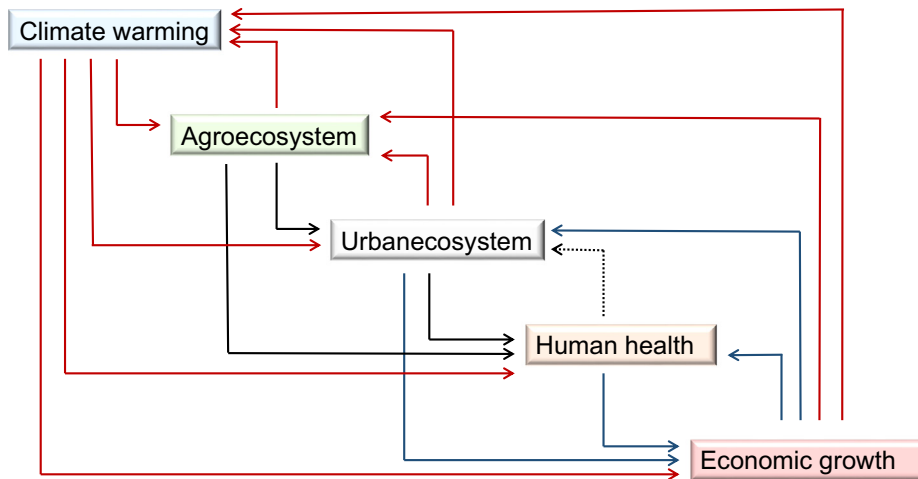 Climate warming
Agroecosystem
Urbanecosystem
Human health
Economic growth